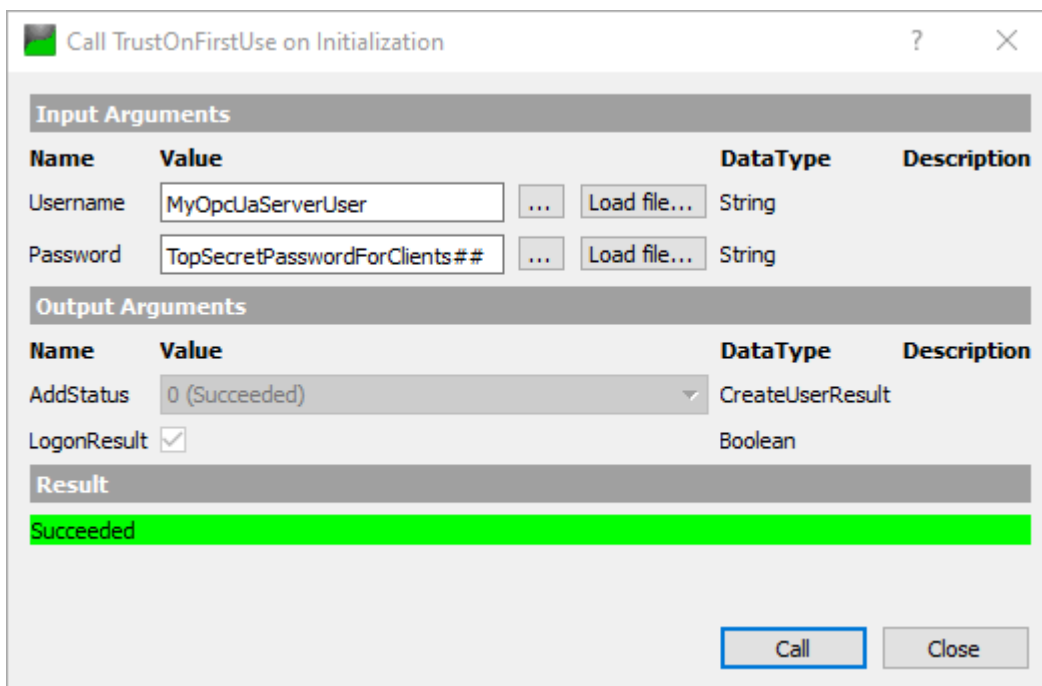 Call TrustOnFirstUse on Initialization ? ×
Input Arguments
Name Value DataType Description
Username MyOpcUaServerUser ... Load file... String
Password TopSecretPasswordForClients## ... Load file... String
Output Arguments
Name Value DataType Description
AddStatus 0 (Succeeded) CreateUserResult
LogonResult Boolean
Result
Succeeded
Call Close